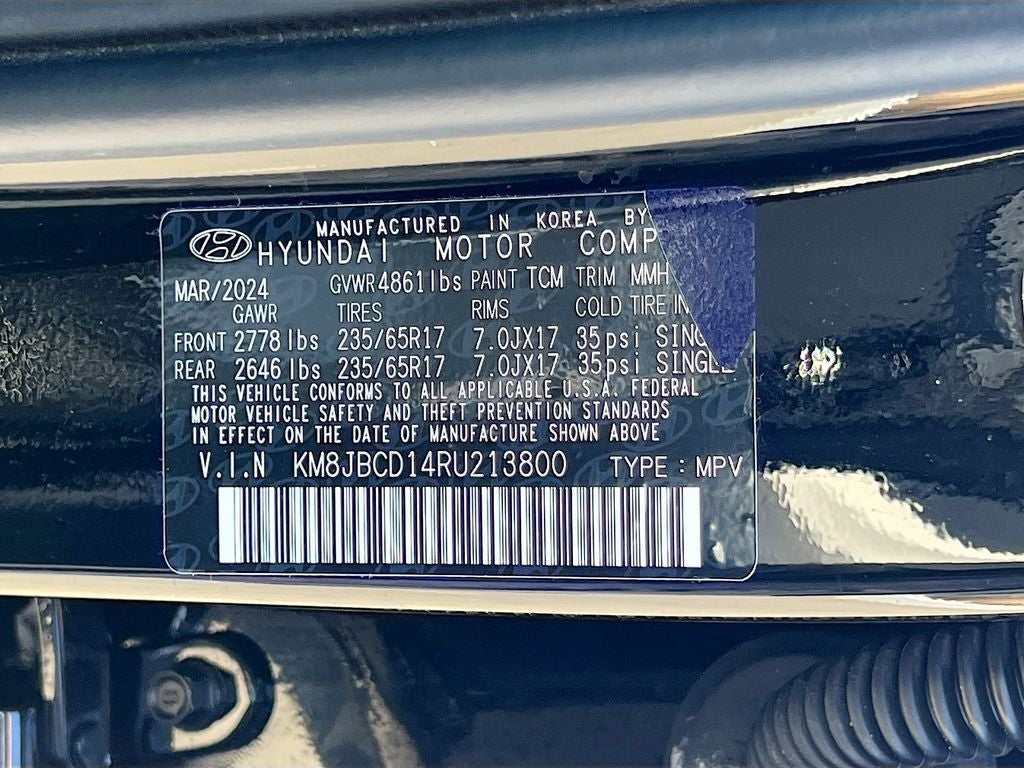 MANUFACTURED IN KOREA BY
HYUNDAI MOTOR COMP
MAR/2024 GVWR 4861lbs PAINT TCM TRIM MMH
GAWR TIRES RIMS COLD TIRE IN
FRONT 2778 lbs 235/65R17 7.0JX17 35psi SING
REAR 2646 lbs 235/65R17 7.0JX17 35psi SINGLE
THIS VEHICLE CONFORMS TO ALL APPLICABLE U.S.A. FEDERAL
MOTOR VEHICLE SAFETY AND THEFT PREVENTION STANDARDS
IN EFFECT ON THE DATE OF MANUFACTURE SHOWN ABOVE
V.I.N KM8JBCD14RU213800 TYPE : MPV